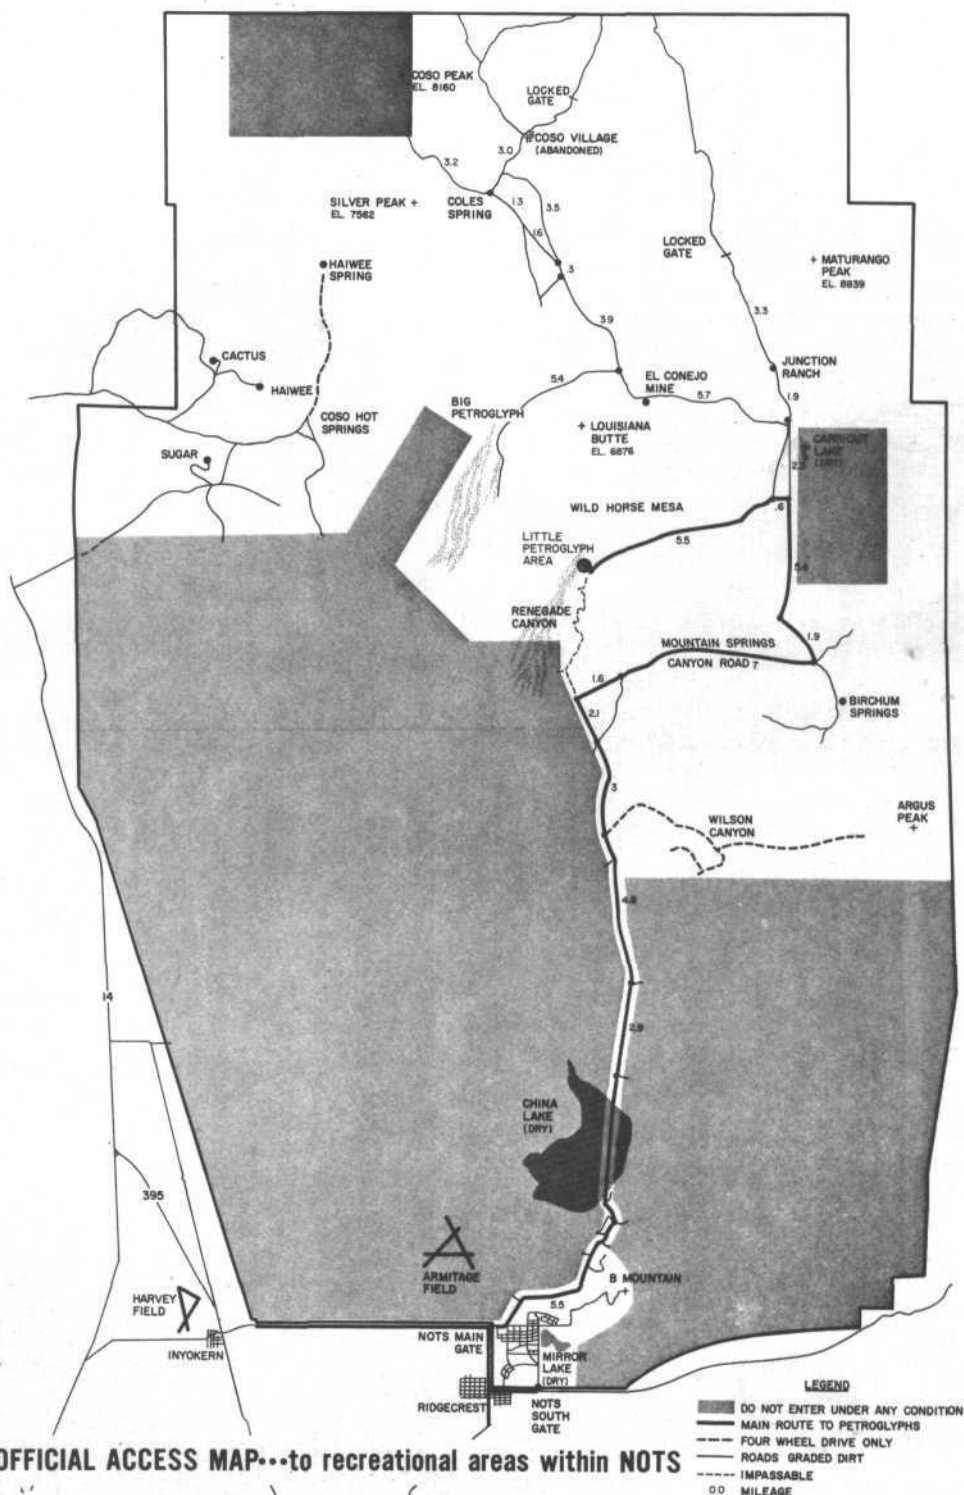 COSO PEAK
EL. 8160
LOCKED
GATE
COSO VILLAGE
(ABANDONED)
3.2
3.0
SILVER PEAK +
EL. 7562
COLES
SPRING
1.3
3.5
1.6
.3
LOCKED
GATE
+ MATURANGO
PEAK
EL. 8839
HAIWEE
SPRING
3.9
3.3
CACTUS
HAIWEE
5.4
EL CONEJO
MINE
5.7
JUNCTION
RANCH
1.9
BIG
PETROGLYPH
COSO HOT
SPRINGS
+ LOUISIANA
BUTTE
EL. 6876
SUGAR
CARRICUT
LAKE
(DRY)
WILD HORSE MESA
.6
LITTLE
PETROGLYPH
AREA
5.5
RENEGADE
CANYON
MOUNTAIN SPRINGS
CANYON ROAD 7
1.9
1.6
2.1
BIRCHUM
SPRINGS
3
WILSON
CANYON
ARGUS
PEAK
+
4.8
14
2.9
CHINA
LAKE
(DRY)
395
ARMITAGE
FIELD
B MOUNTAIN
HARVEY
FIELD
5.5
INYOKERN
NOTS MAIN
GATE
MIRROR
LAKE
(DRY)
RIDGECREST
NOTS
SOUTH
GATE
LEGEND
DO NOT ENTER UNDER ANY CONDITION
MAIN ROUTE TO PETROGLYPHS
FOUR WHEEL DRIVE ONLY
ROADS GRADED DIRT
IMPASSABLE
0.0 MILEAGE
OFFICIAL ACCESS MAP•••to recreational areas within NOTS